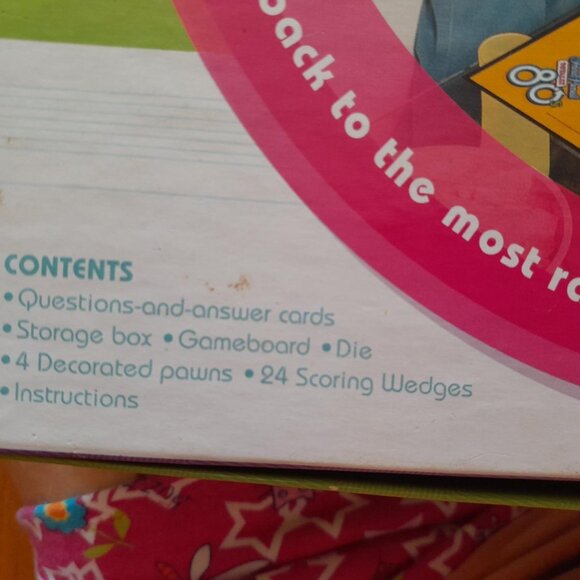 back to the most
80s
CONTENTS
• Questions-and-answer cards
• Storage box • Gameboard • Die
• 4 Decorated pawns • 24 Scoring Wedges
• Instructions